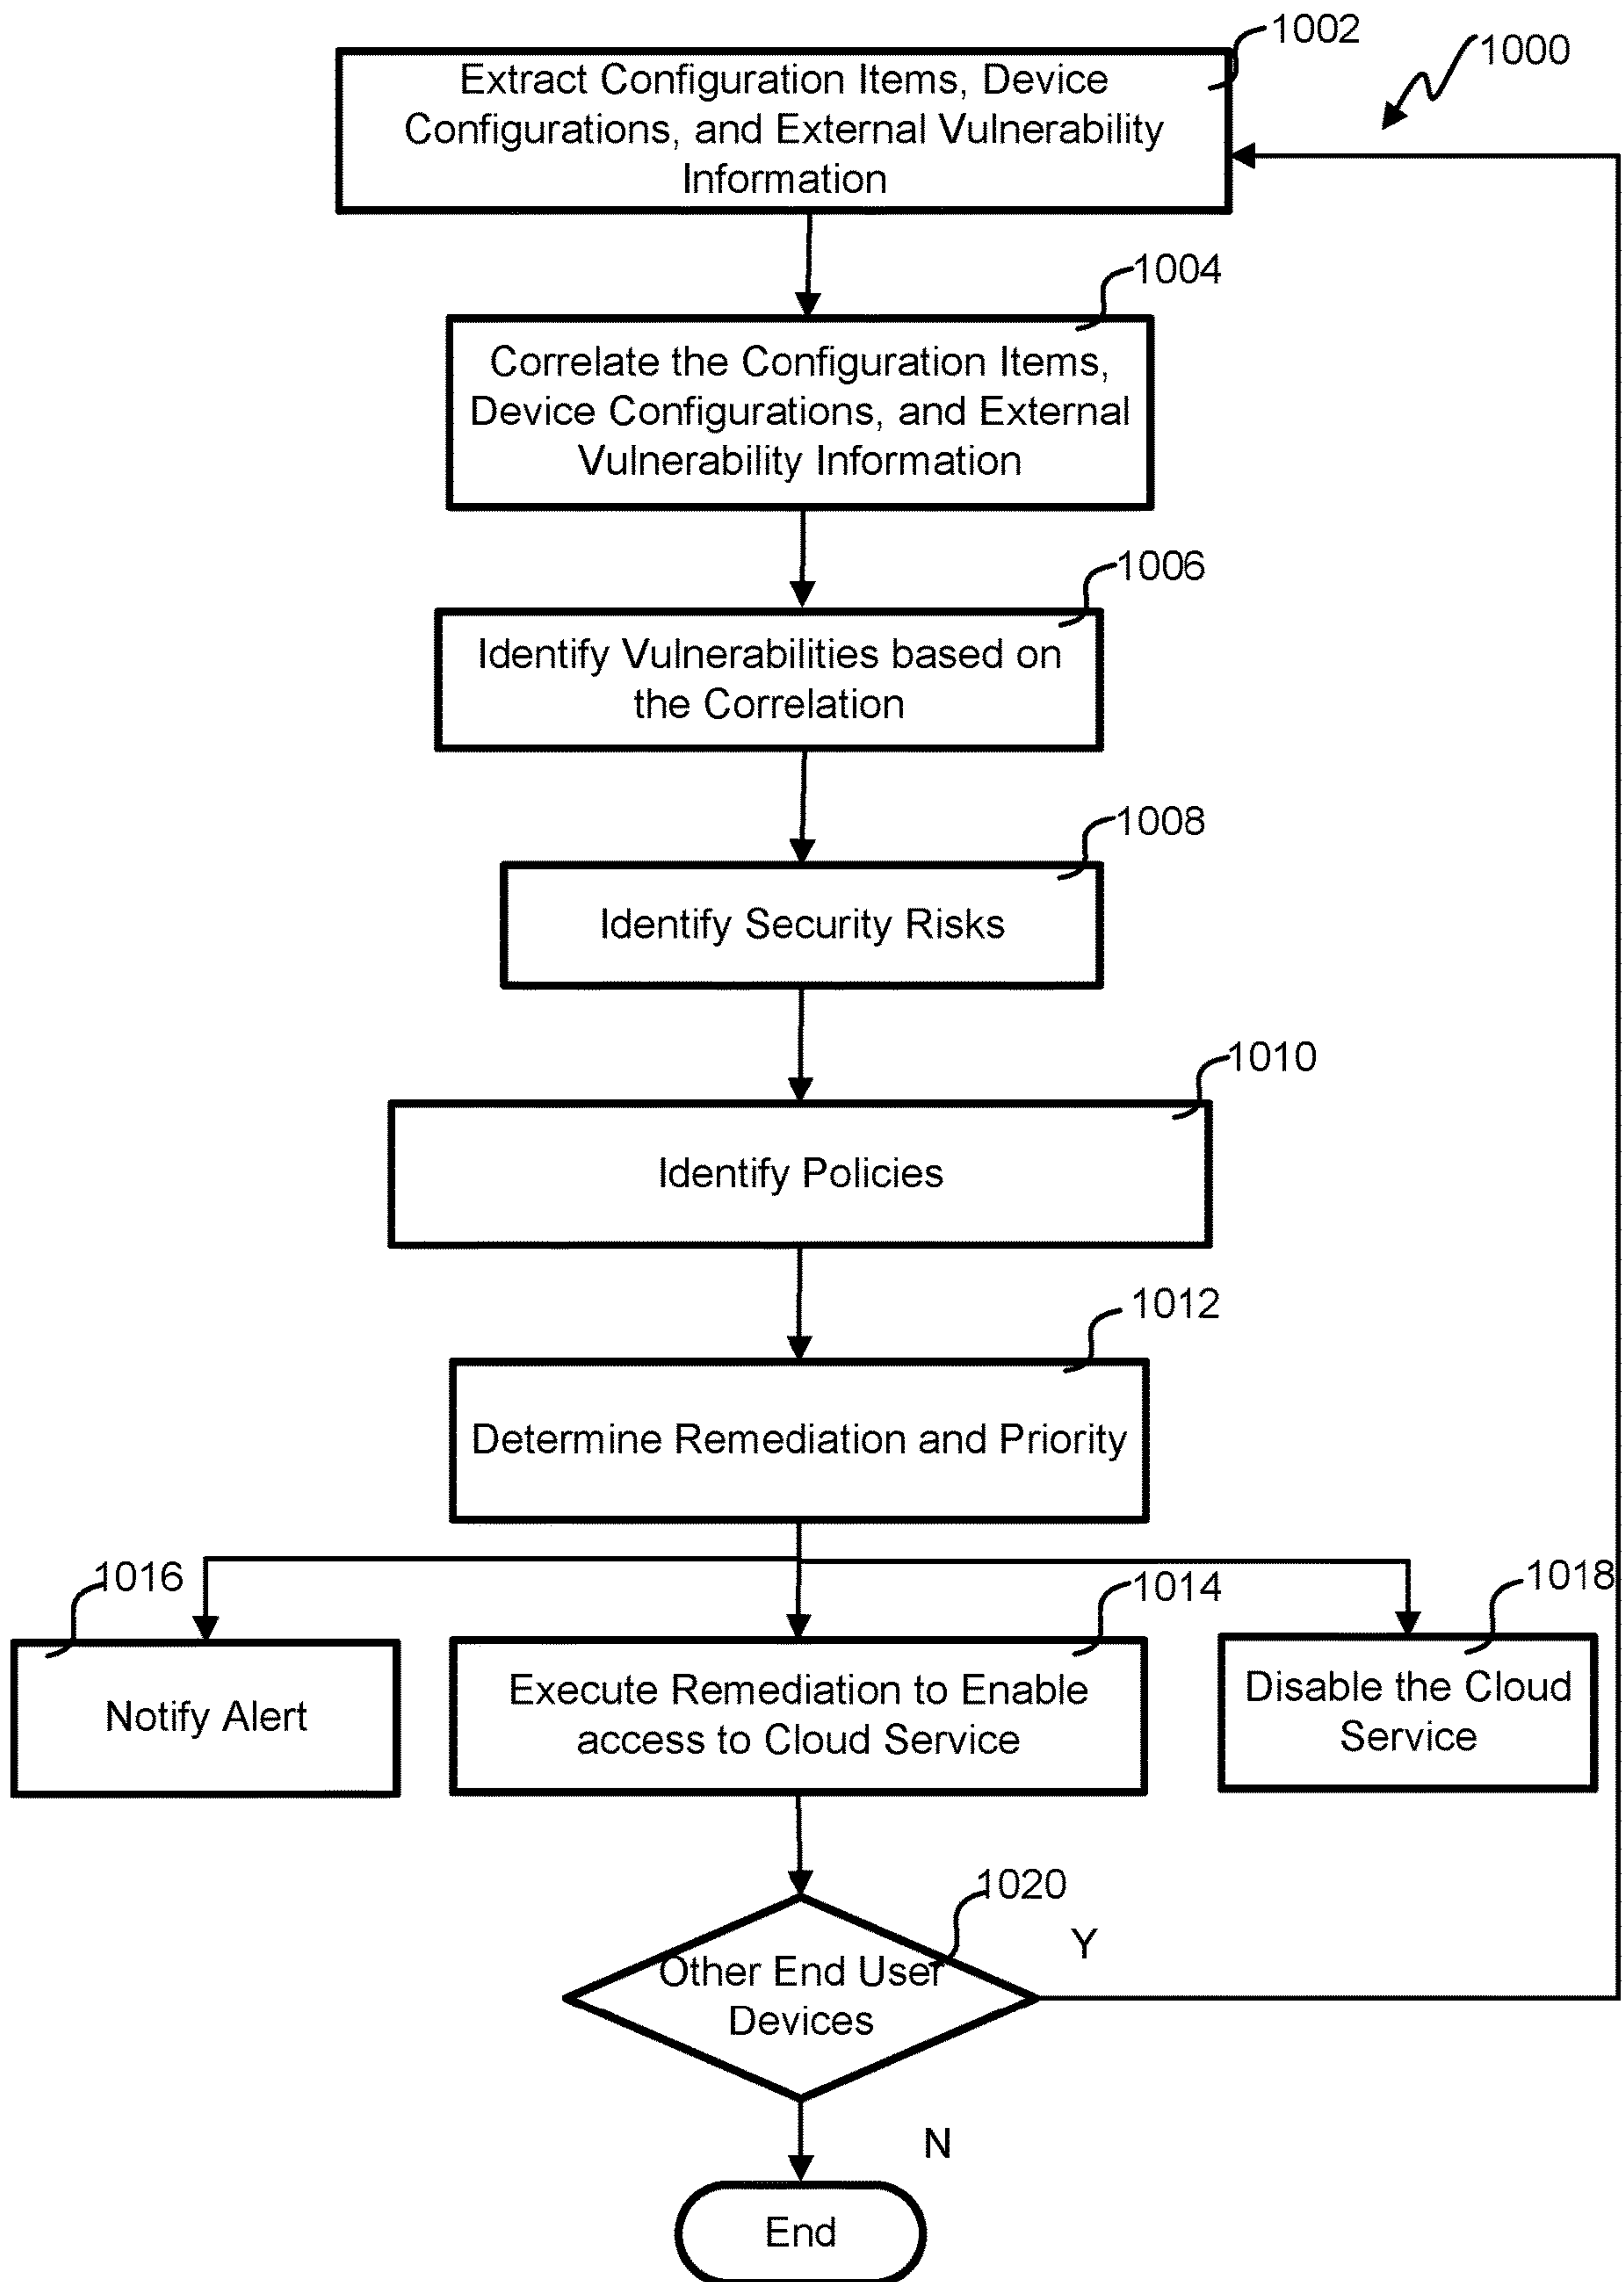 1002
1000
Extract Configuration Items, Device
Configurations, and External Vulnerability
Information
1004
Correlate the Configuration Items,
Device Configurations, and External
Vulnerability Information
1006
Identify Vulnerabilities based on
the Correlation
1008
Identify Security Risks
1010
Identify Policies
1012
Determine Remediation and Priority
1016
1014
1018
Notify Alert
Execute Remediation to Enable
access to Cloud Service
Disable the Cloud
Service
1020
Y
Other End User
Devices
N
End